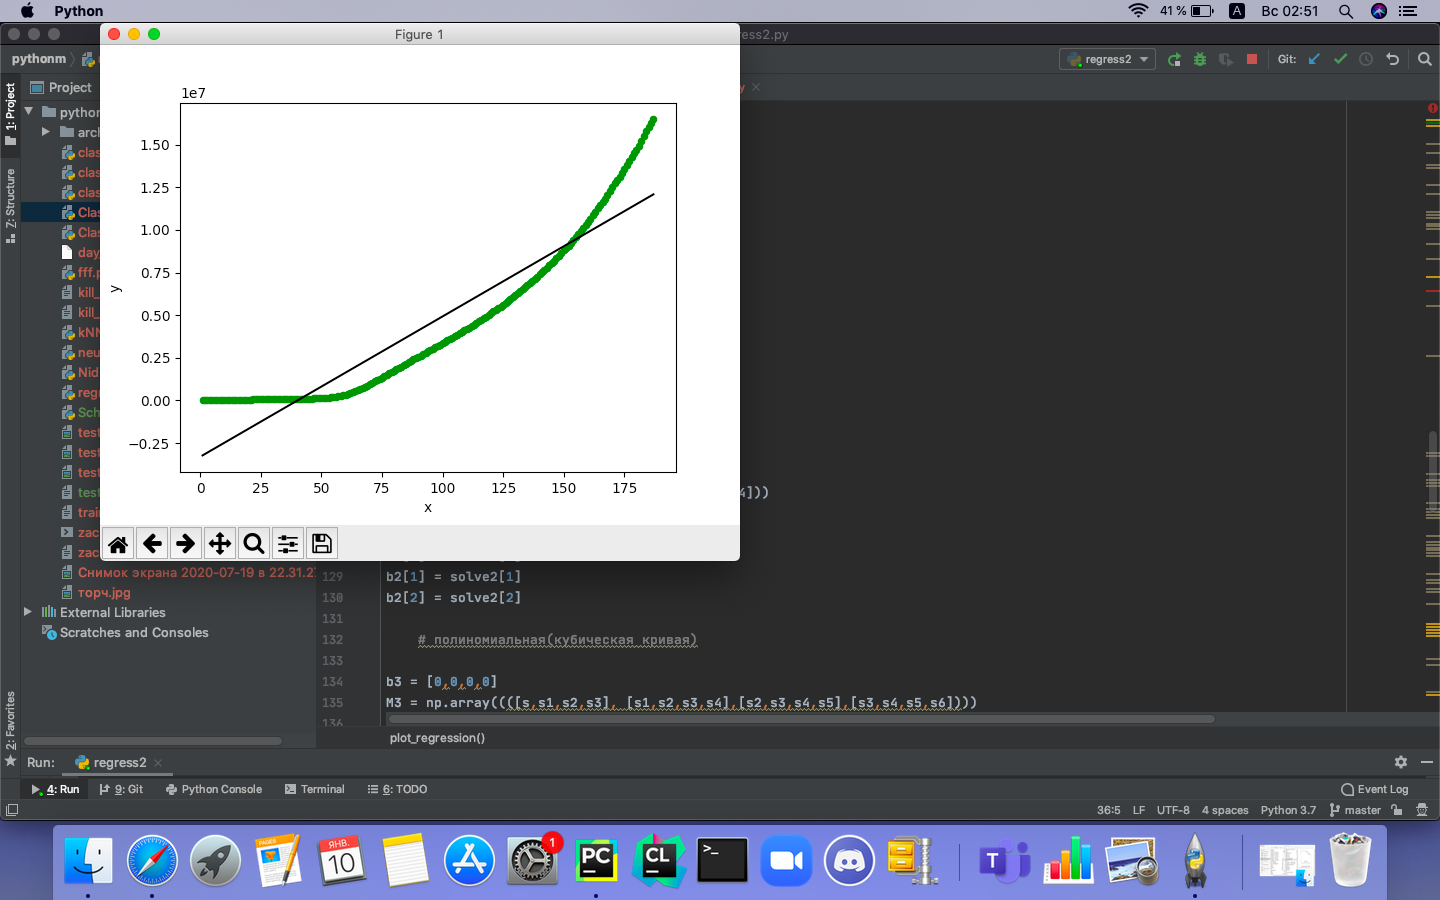 Python
41 %
A
Вс 02:51
Figure 1
ress2.py
pythonm
regress2
Git:
1: Project
Project
Z: Structure
2: Favorites
python
arch
clas
clas
clas
Clas
Clas
day
fff.p
kill_
kill_
kNN
neu
Nid
regr
Sch
test
test
test
test
train
zac
zac
Снимок экрана 2020-07-19 в 22.31.27
торч.jpg
External Libraries
Scratches and Consoles
1e7
1.50
1.25
1.00
0.75
0.50
0.25
0.00
−0.25
y
0 25 50 75 100 125 150 175
x
4]))
129 b2[1] = solve2[1]
130 b2[2] = solve2[2]
131
132 # полиномиальная(кубическая кривая)
133
134 b3 = [0,0,0,0]
135 M3 = np.array((([s,s1,s2,s3], [s1,s2,s3,s4],[s2,s3,s4,s5],[s3,s4,s5,s6])))
136
plot_regression()
Run: regress2
4: Run 9: Git Python Console Terminal 6: TODO Event Log
36:5 LF UTF-8 4 spaces Python 3.7 master
PAGES
ЯНВ.
10
1
PC
CL
>_
T